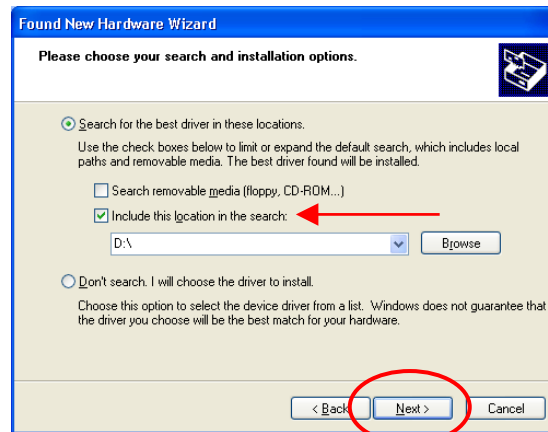 Found New Hardware Wizard
Please choose your search and installation options.
Search for the best driver in these locations.
Use the check boxes below to limit or expand the default search, which includes local
paths and removable media. The best driver found will be installed.
Search removable media (floppy, CD-ROM...)
Include this location in the search:
D:\
Browse
Don't search. I will choose the driver to install.
Choose this option to select the device driver from a list. Windows does not guarantee that
the driver you choose will be the best match for your hardware.
< Back
Next >
Cancel